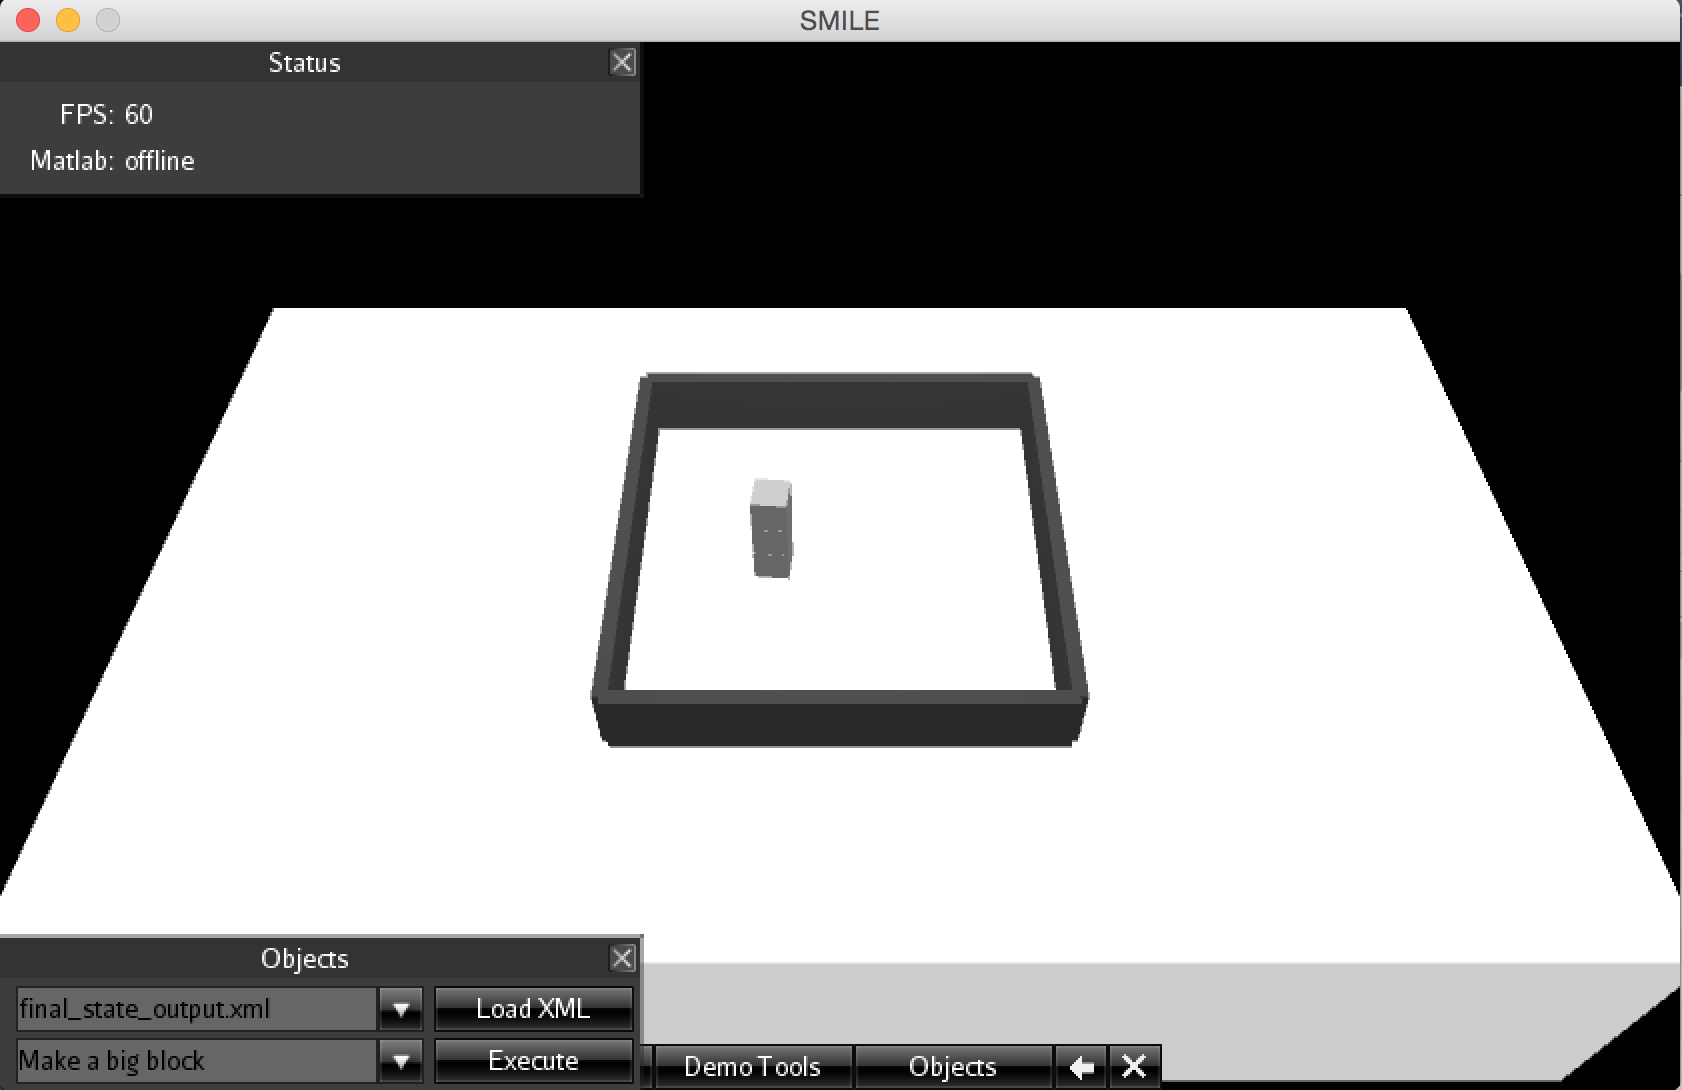 SMILE
Status
FPS: 60
Matlab: offline
Objects
final_state_output.xml
Load XML
Make a big block
Execute
Demo Tools
Objects